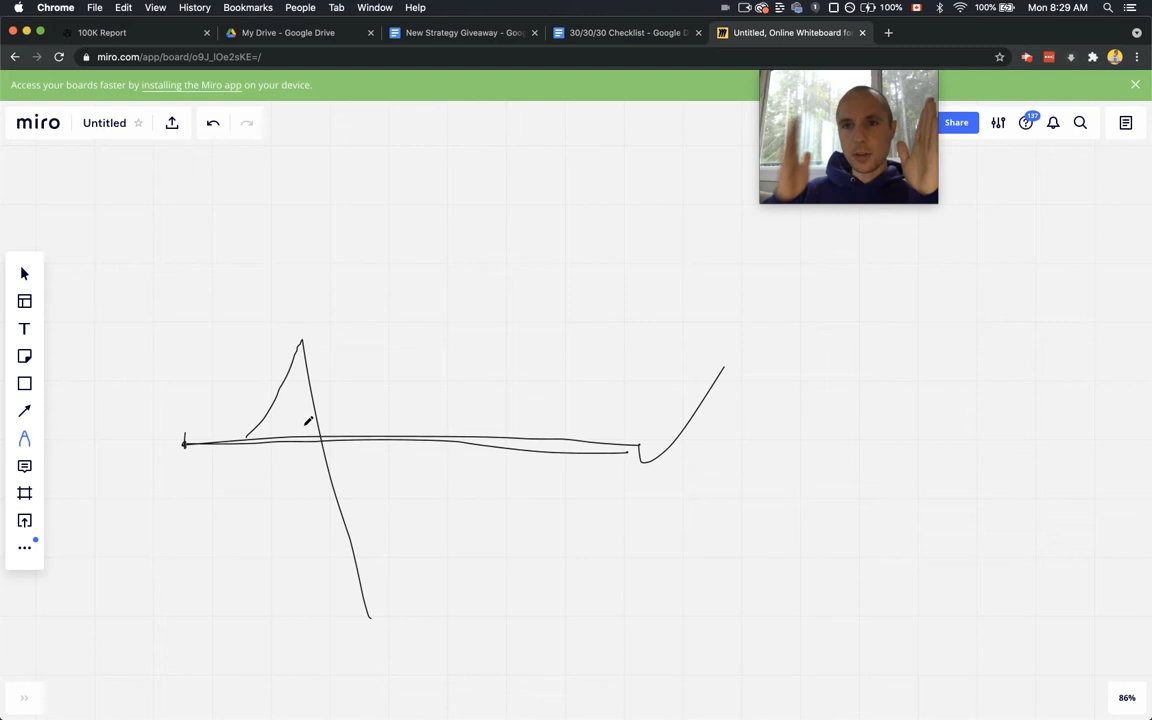 Chrome File Edit View History Bookmarks People Tab Window Help 100% 100% Mon 8:29 AM
100K Report My Drive - Google Drive New Strategy Giveaway - Goo 30/30/30 Checklist - Google D Untitled, Online Whiteboard fo
miro.com/app/board/o9J_lOe2sKE=/
Access your boards faster by installing the Miro app on your device.
miro Untitled Share 137
T
86%